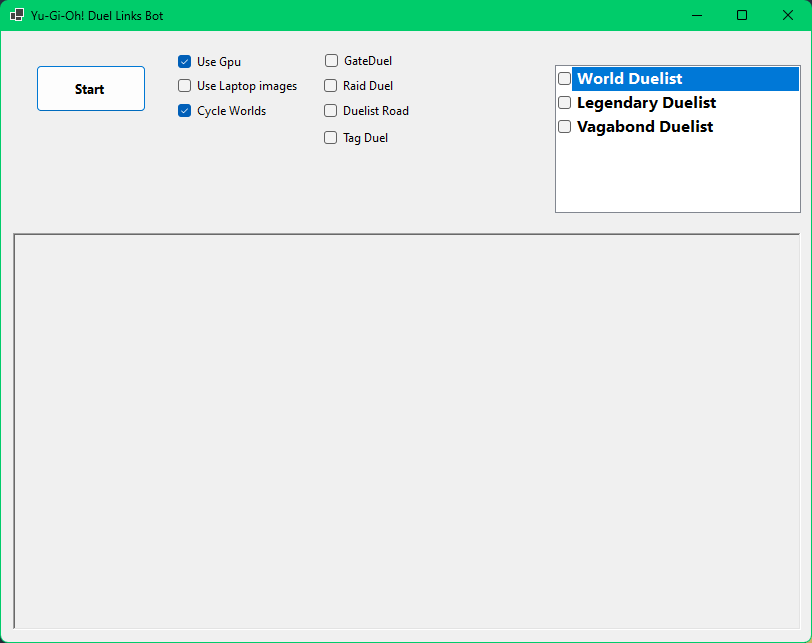 Yu-Gi-Oh! Duel Links Bot
Start
Use Gpu
Use Laptop images
Cycle Worlds
GateDuel
Raid Duel
Duelist Road
Tag Duel
World Duelist
Legendary Duelist
Vagabond Duelist